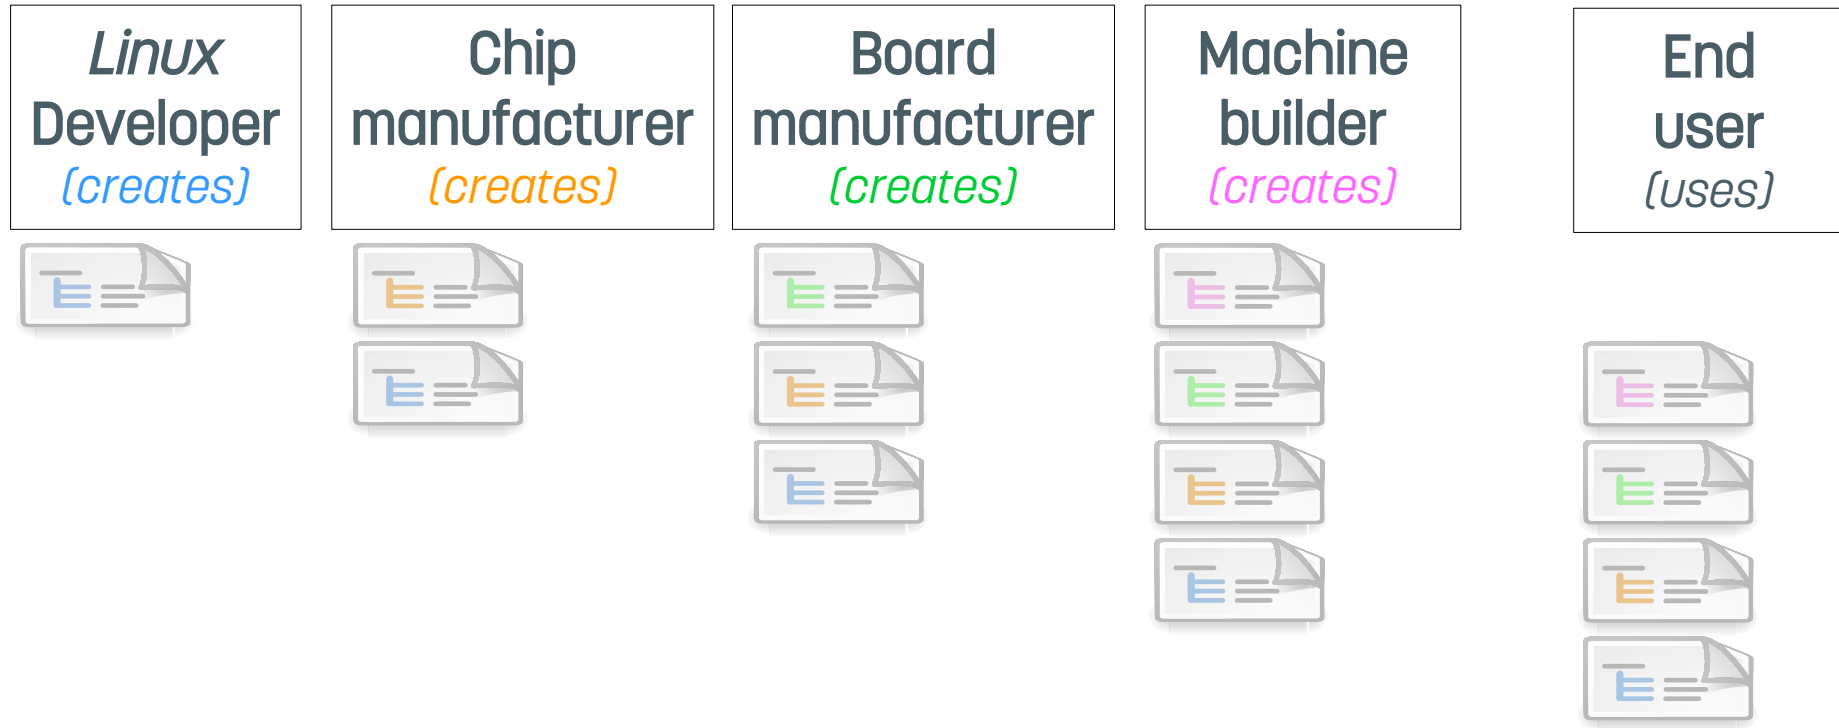 Linux
Developer
(creates)
Chip
manufacturer
(creates)
Board
manufacturer
(creates)
Machine
builder
(creates)
End
user
(uses)